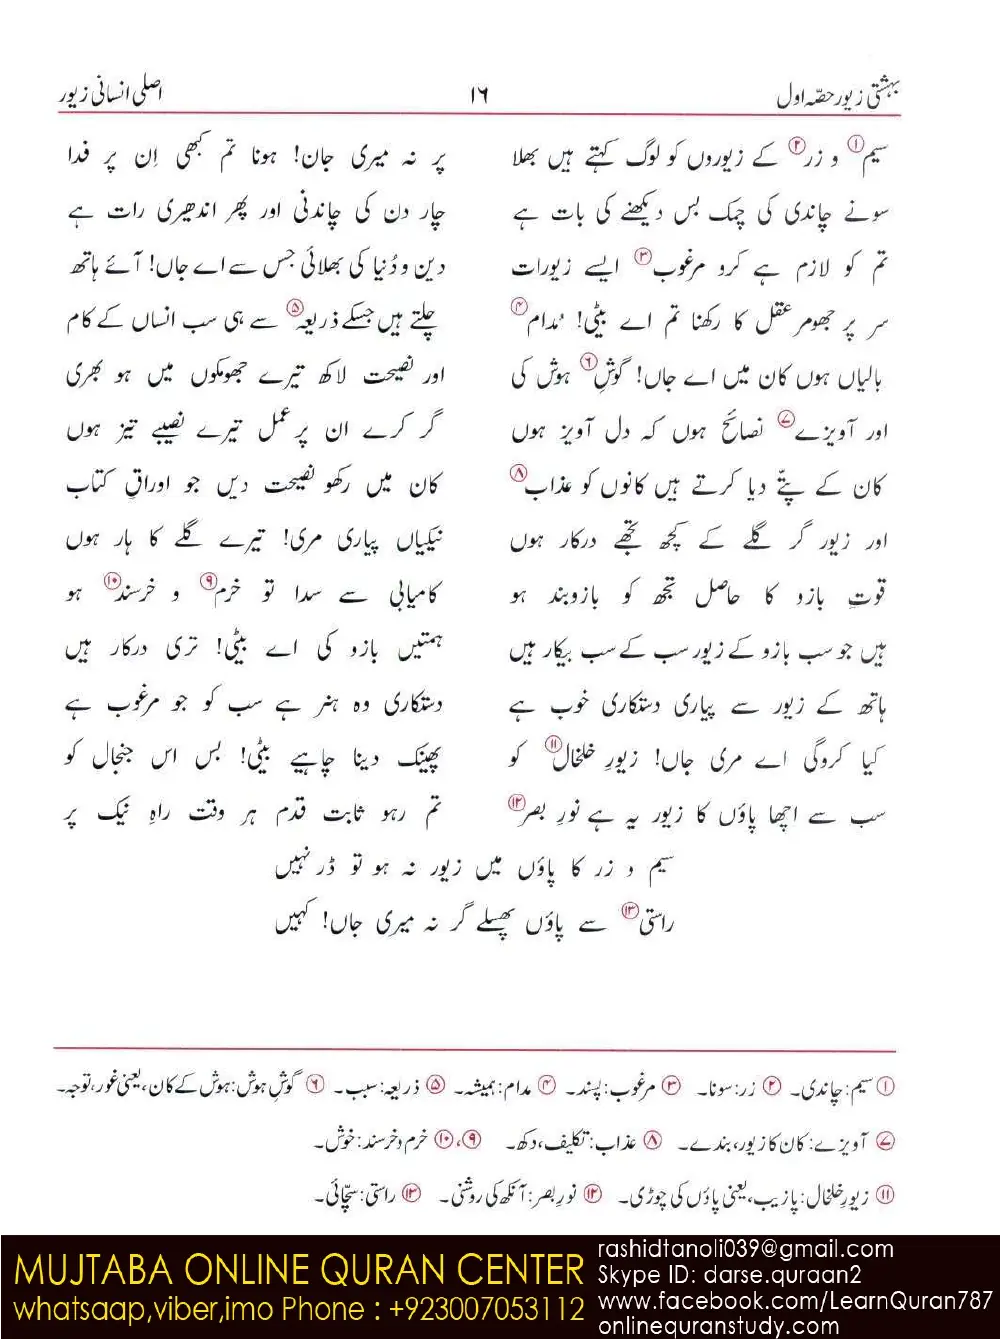 بہشتی زیور حصّہ اول ۱۶ اصلی انسانی زیور
سیم① و زر② کے زیوروں کو لوگ کہتے ہیں بھلا پر نہ میری جان! ہونا تم کبھی اِن پر فدا
سونے چاندی کی چمک بس دیکھنے کی بات ہے چار دن کی چاندنی اور پھر اندھیری رات ہے
تم کو لازم ہے کرو مرغوب③ ایسے زیورات دین و دُنیا کی بھلائی جس سے اے جاں! آئے ہاتھ
سر پر جھومر عقل کا رکھنا تم اے بیٹی! مُدام④ چلتے ہیں جسکے ذریعہ⑤ سے ہی سب انساں کے کام
بالیاں ہوں کان میں اے جاں! گوشِ⑥ ہوش کی اور نصیحت لاکھ تیرے جھومکوں میں ہو بھری
اور آویزے⑦ نصائح ہوں کہ دل آویز ہوں گر کرے ان پر عمل تیرے نصیبے تیز ہوں
کان کے پتّے دیا کرتے ہیں کانوں کو عذاب⑧ کان میں رکھو نصیحت دیں جو اوراقِ کتاب
اور زیور گر گلے کے کچھ تجھے درکار ہوں نیکیاں پیاری مری! تیرے گلے کا ہار ہوں
قوتِ بازو کا حاصل تجھ کو بازوبند ہو کامیابی سے سدا تو خرم⑨ و خرسند⑩ ہو
ہیں جو سب بازو کے زیور سب کے سب بیکار ہیں ہمتیں بازو کی اے بیٹی! تری درکار ہیں
ہاتھ کے زیور سے پیاری دستکاری خوب ہے دستکاری وہ ہنر ہے سب کو جو مرغوب ہے
کیا کروگی اے مری جاں! زیورِ خلخال⑪ کو پھینک دینا چاہیے بیٹی! بس اس جنجال کو
سب سے اچھا پاؤں کا زیور یہ ہے نورِ بصر⑫ تم رہو ثابت قدم ہر وقت راہِ نیک پر
سیم و زر کا پاؤں میں زیور نہ ہو تو ڈر نہیں
راستی⑬ سے پاؤں پھسلے گر نہ میری جاں! کہیں
① سیم: چاندی۔ ② زر: سونا۔ ③ مرغوب: پسند۔ ④ مدام: ہمیشہ۔ ⑤ ذریعہ: سبب۔ ⑥ گوشِ ہوش: ہوش کے کان، یعنی غور، توجہ۔
⑦ آویزے: کان کا زیور، بندے۔ ⑧ عذاب: تکلیف، دکھ۔ ⑨،⑩ خرم و خرسند: خوش۔
⑪ زیورِ خلخال: پازیب، یعنی پاؤں کی چوڑی۔ ⑫ نورِ بصر: آنکھ کی روشنی۔ ⑬ راستی: سچّائی۔
MUJTABA ONLINE QURAN CENTER
whatsaap,viber,imo Phone : +923007053112
rashidtanoli039@gmail.com
Skype ID: darse.quraan2
www.facebook.com/LearnQuran787
onlinequranstudy.com